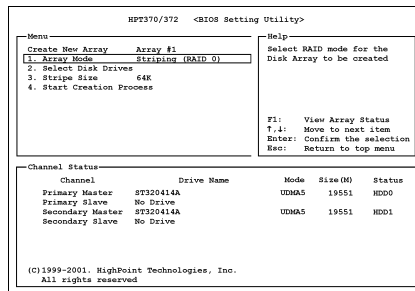 HPT370/372 <BIOS Setting Utility>
Menu
Create New Array Array #1
1. Array Mode Striping (RAID 0)
2. Select Disk Drives
3. Stripe Size 64K
4. Start Creation Process
Help
Select RAID mode for the
Disk Array to be created
F1: View Array Status
↑,↓: Move to next item
Enter: Confirm the selection
Esc: Return to top menu
Channel Status
Channel Drive Name Mode Size(M) Status
Primary Master ST320414A UDMA5 19551 HDD0
Primary Slave No Drive
Secondary Master ST320414A UDMA5 19551 HDD1
Secondary Slave No Drive
(C)1999-2001. HighPoint Technologies, Inc.
All rights reserved